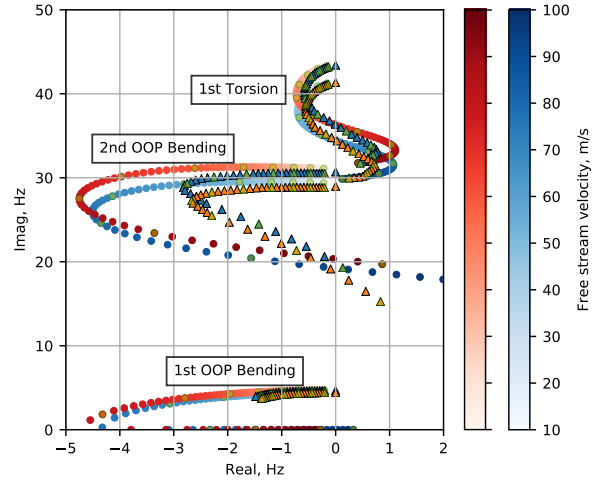 50
40
30
20
10
0
Imag, Hz
1st Torsion
2nd OOP Bending
1st OOP Bending
−5 −4 −3 −2 −1 0 1 2
Real, Hz
100
90
80
70
60
50
40
30
20
10
Free stream velocity, m/s